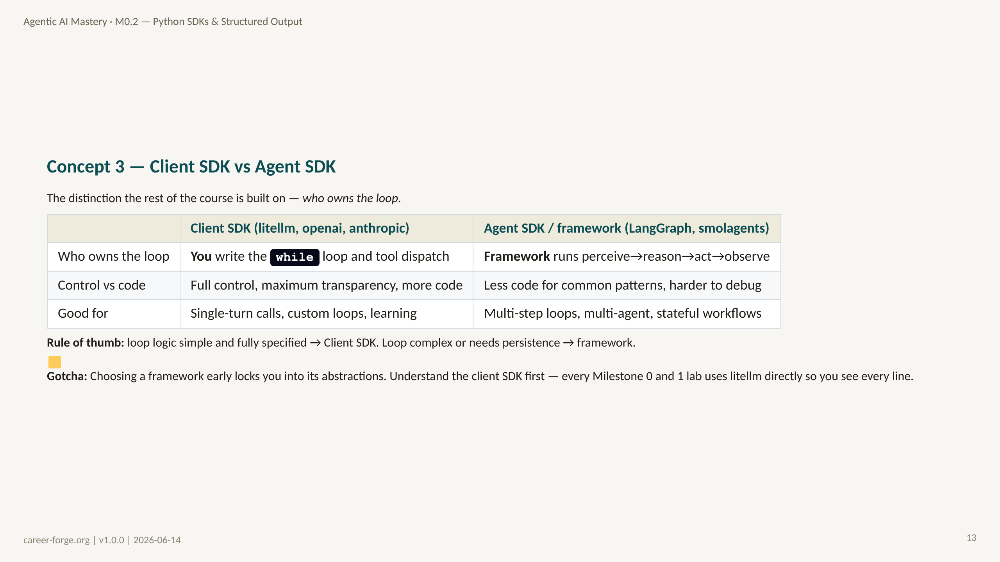 Agentic AI Mastery · M0.2 — Python SDKs & Structured Output
Concept 3 — Client SDK vs Agent SDK
The distinction the rest of the course is built on — who owns the loop.
Client SDK (litellm, openai, anthropic)
Agent SDK / framework (LangGraph, smolagents)
Who owns the loop
You write the while loop and tool dispatch
Framework runs perceive→reason→act→observe
Control vs code
Full control, maximum transparency, more code
Less code for common patterns, harder to debug
Good for
Single-turn calls, custom loops, learning
Multi-step loops, multi-agent, stateful workflows
Rule of thumb: loop logic simple and fully specified → Client SDK. Loop complex or needs persistence → framework.
Gotcha: Choosing a framework early locks you into its abstractions. Understand the client SDK first — every Milestone 0 and 1 lab uses litellm directly so you see every line.
career-forge.org | v1.0.0 | 2026-06-14
13